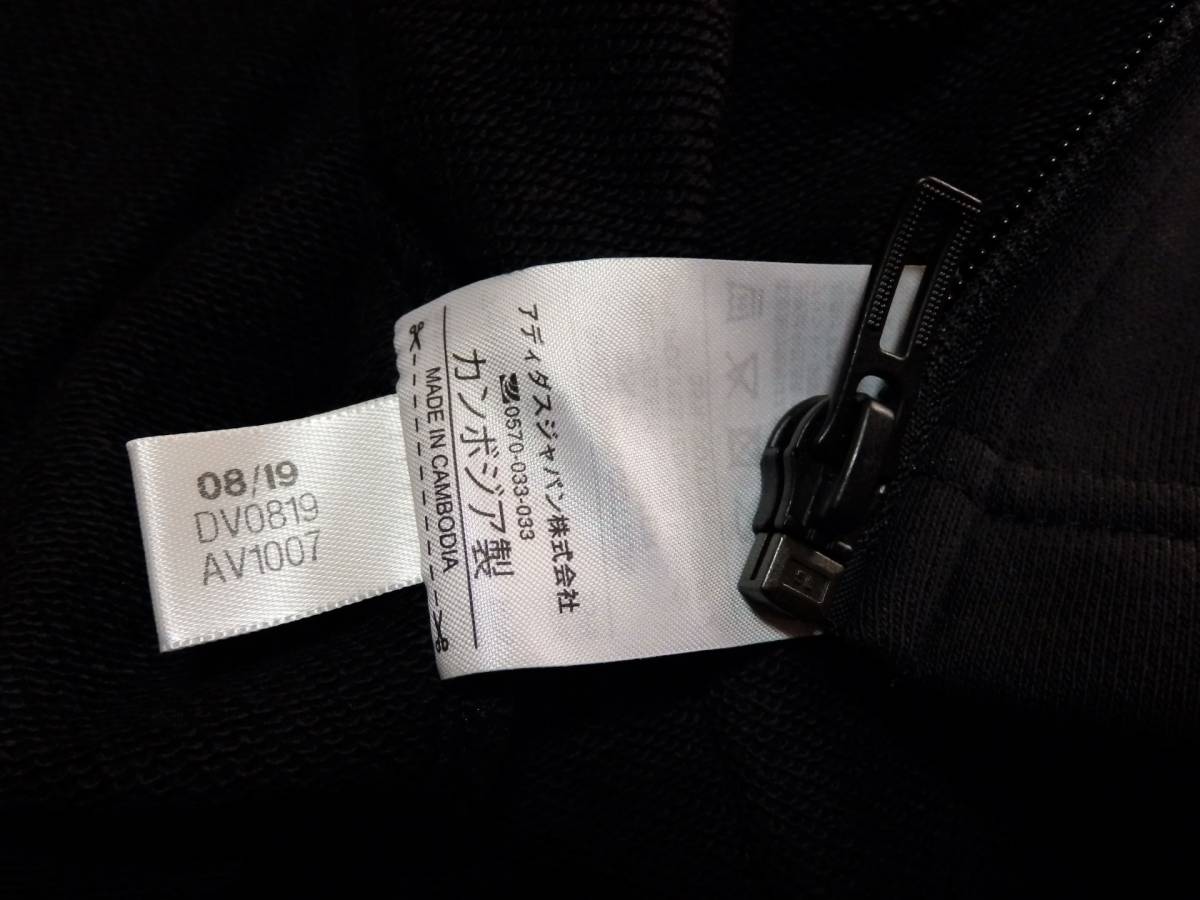 アディダスジャパン株式会社
0570-033-033
カンボジア製
MADE IN CAMBODIA
08/19
DV0819
AV1007